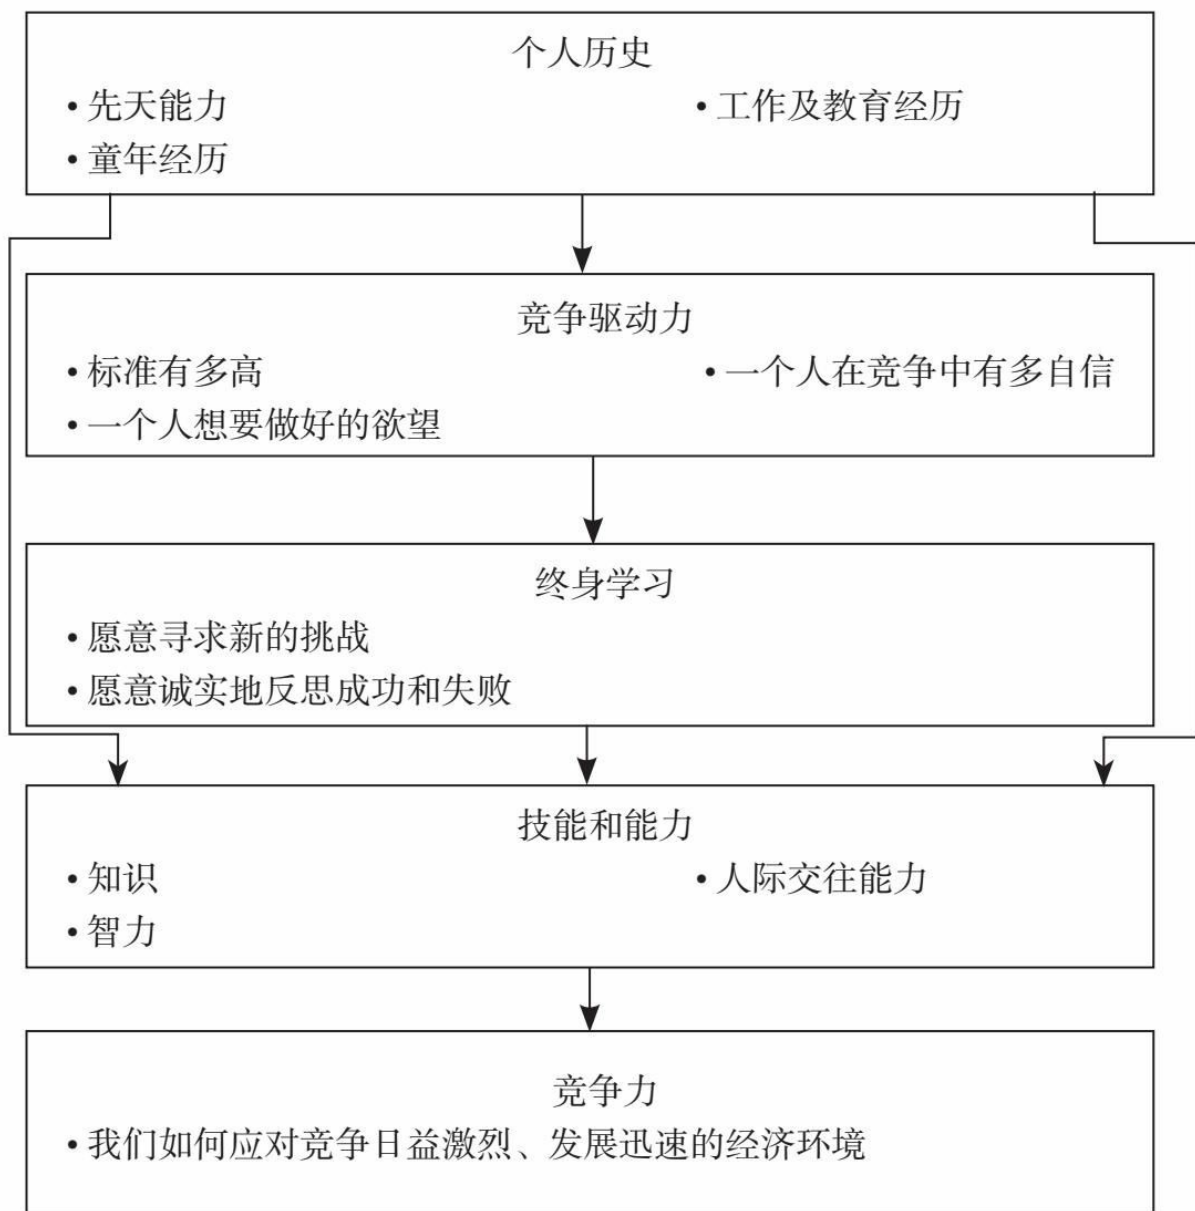 个人历史
• 先天能力
• 工作及教育经历
• 童年经历
竞争驱动力
• 标准有多高
• 一个人在竞争中有多自信
• 一个人想要做好的欲望
终身学习
• 愿意寻求新的挑战
• 愿意诚实地反思成功和失败
技能和能力
• 知识
• 人际交往能力
• 智力
竞争力
• 我们如何应对竞争日益激烈、发展迅速的经济环境